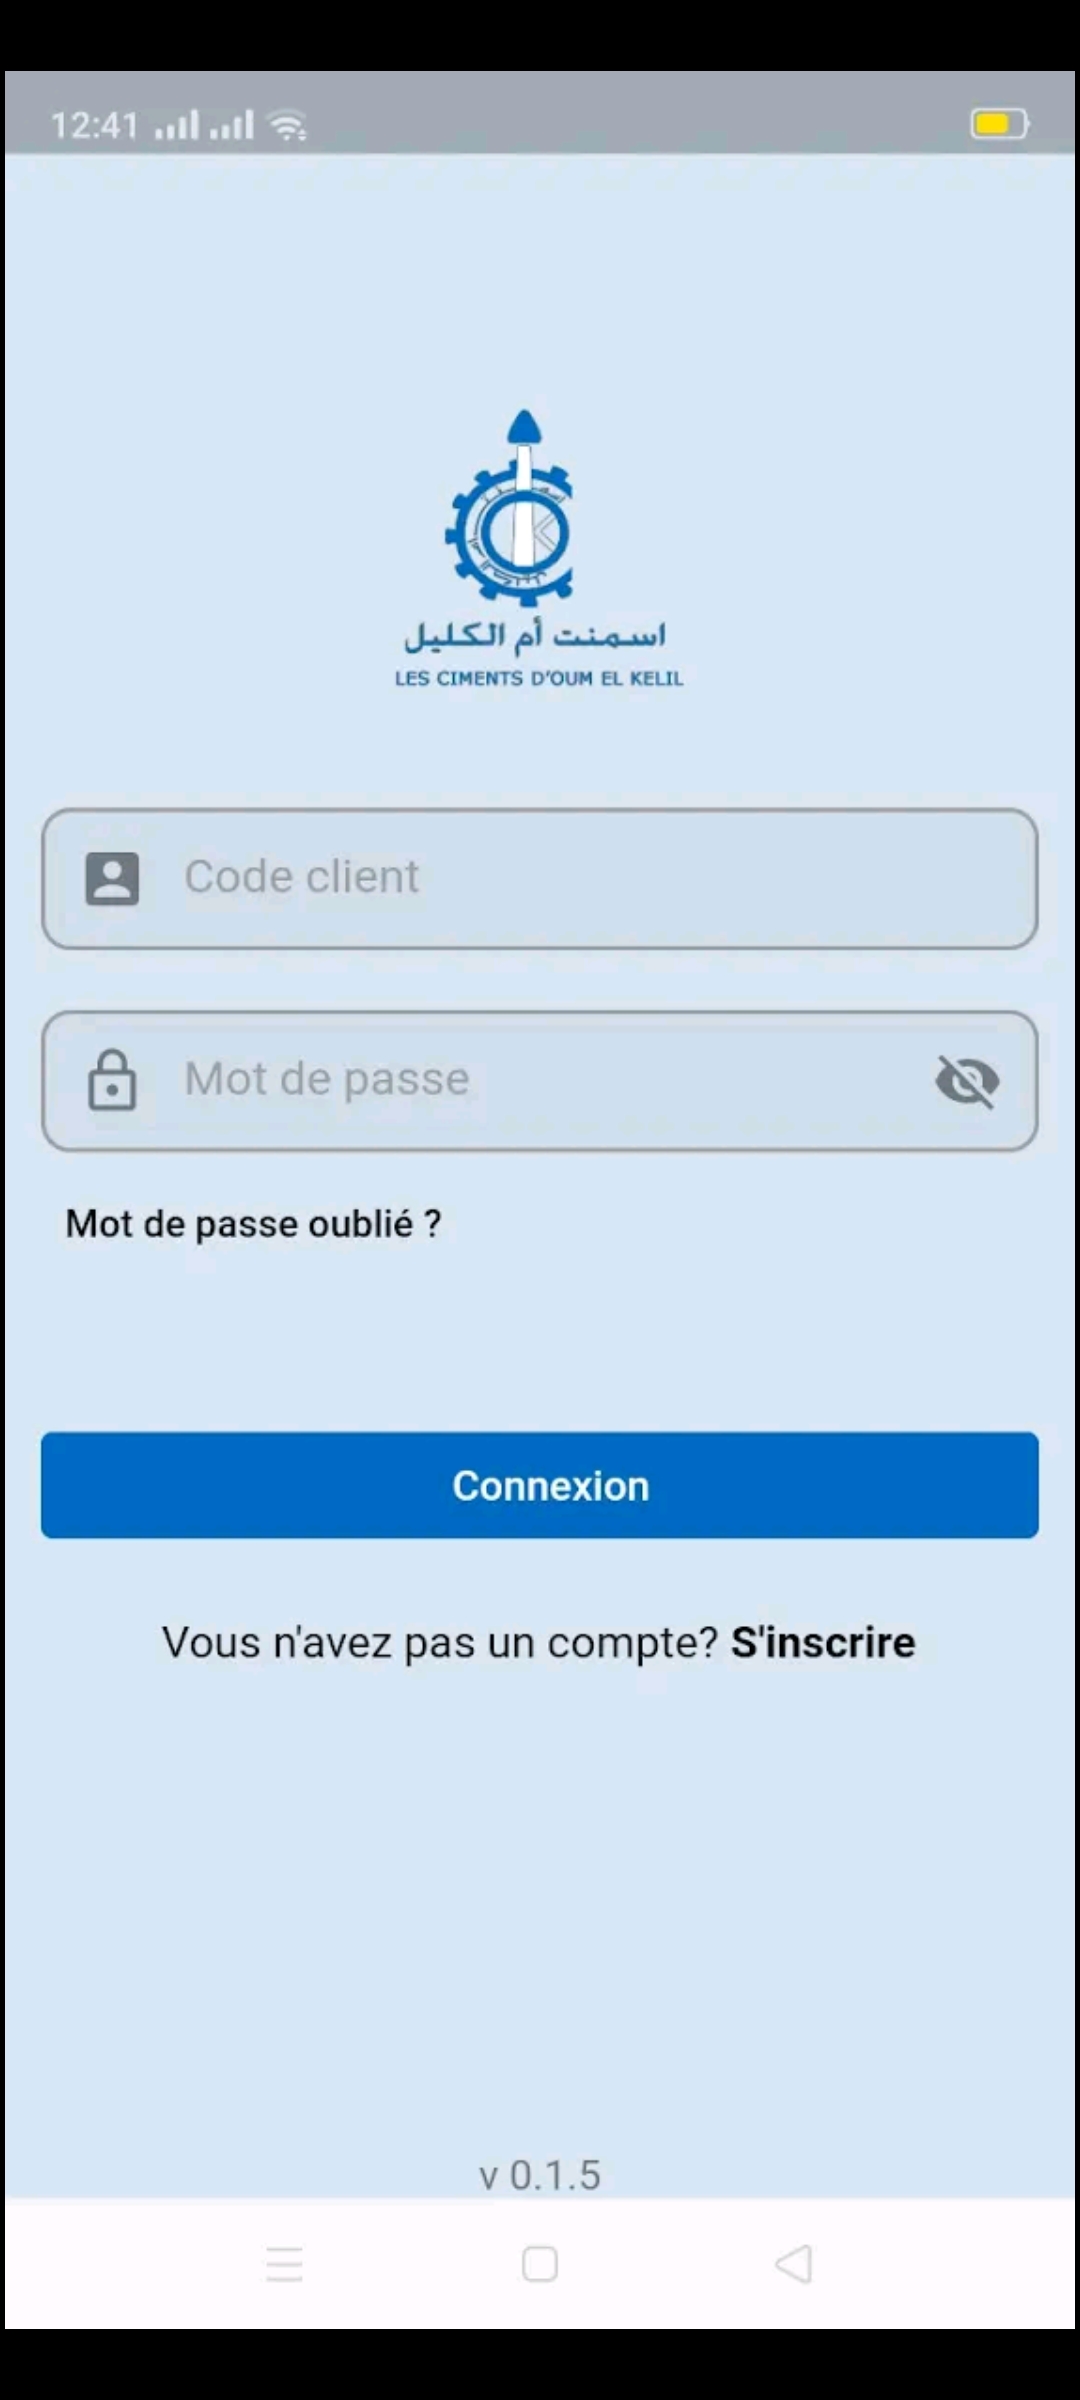 12:41
اسمنت أم الكليل
LES CIMENTS D'OUM EL KELIL
Code client
Mot de passe
Mot de passe oublié ?
Connexion
Vous n'avez pas un compte? S'inscrire
v 0.1.5